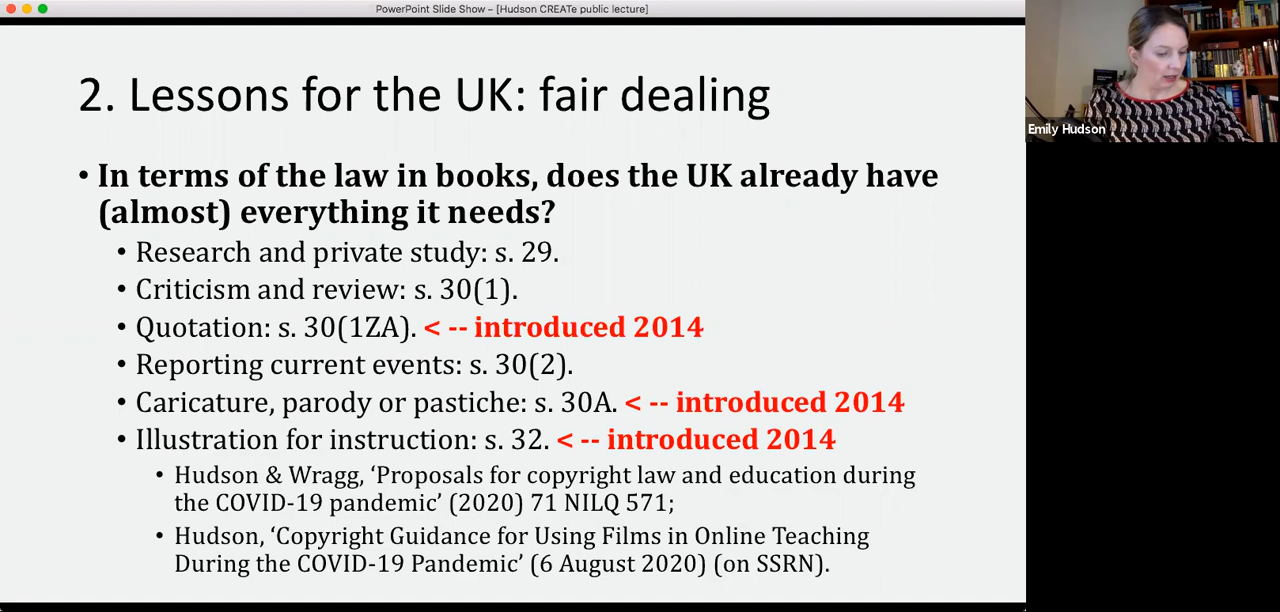 PowerPoint Slide Show – [Hudson CREATe public lecture]
2. Lessons for the UK: fair dealing
• In terms of the law in books, does the UK already have
(almost) everything it needs?
• Research and private study: s. 29.
• Criticism and review: s. 30(1).
• Quotation: s. 30(1ZA). < -- introduced 2014
• Reporting current events: s. 30(2).
• Caricature, parody or pastiche: s. 30A. < -- introduced 2014
• Illustration for instruction: s. 32. < -- introduced 2014
• Hudson & Wragg, ‘Proposals for copyright law and education during
the COVID-19 pandemic’ (2020) 71 NILQ 571;
• Hudson, ‘Copyright Guidance for Using Films in Online Teaching
During the COVID-19 Pandemic’ (6 August 2020) (on SSRN).
Emily Hudson